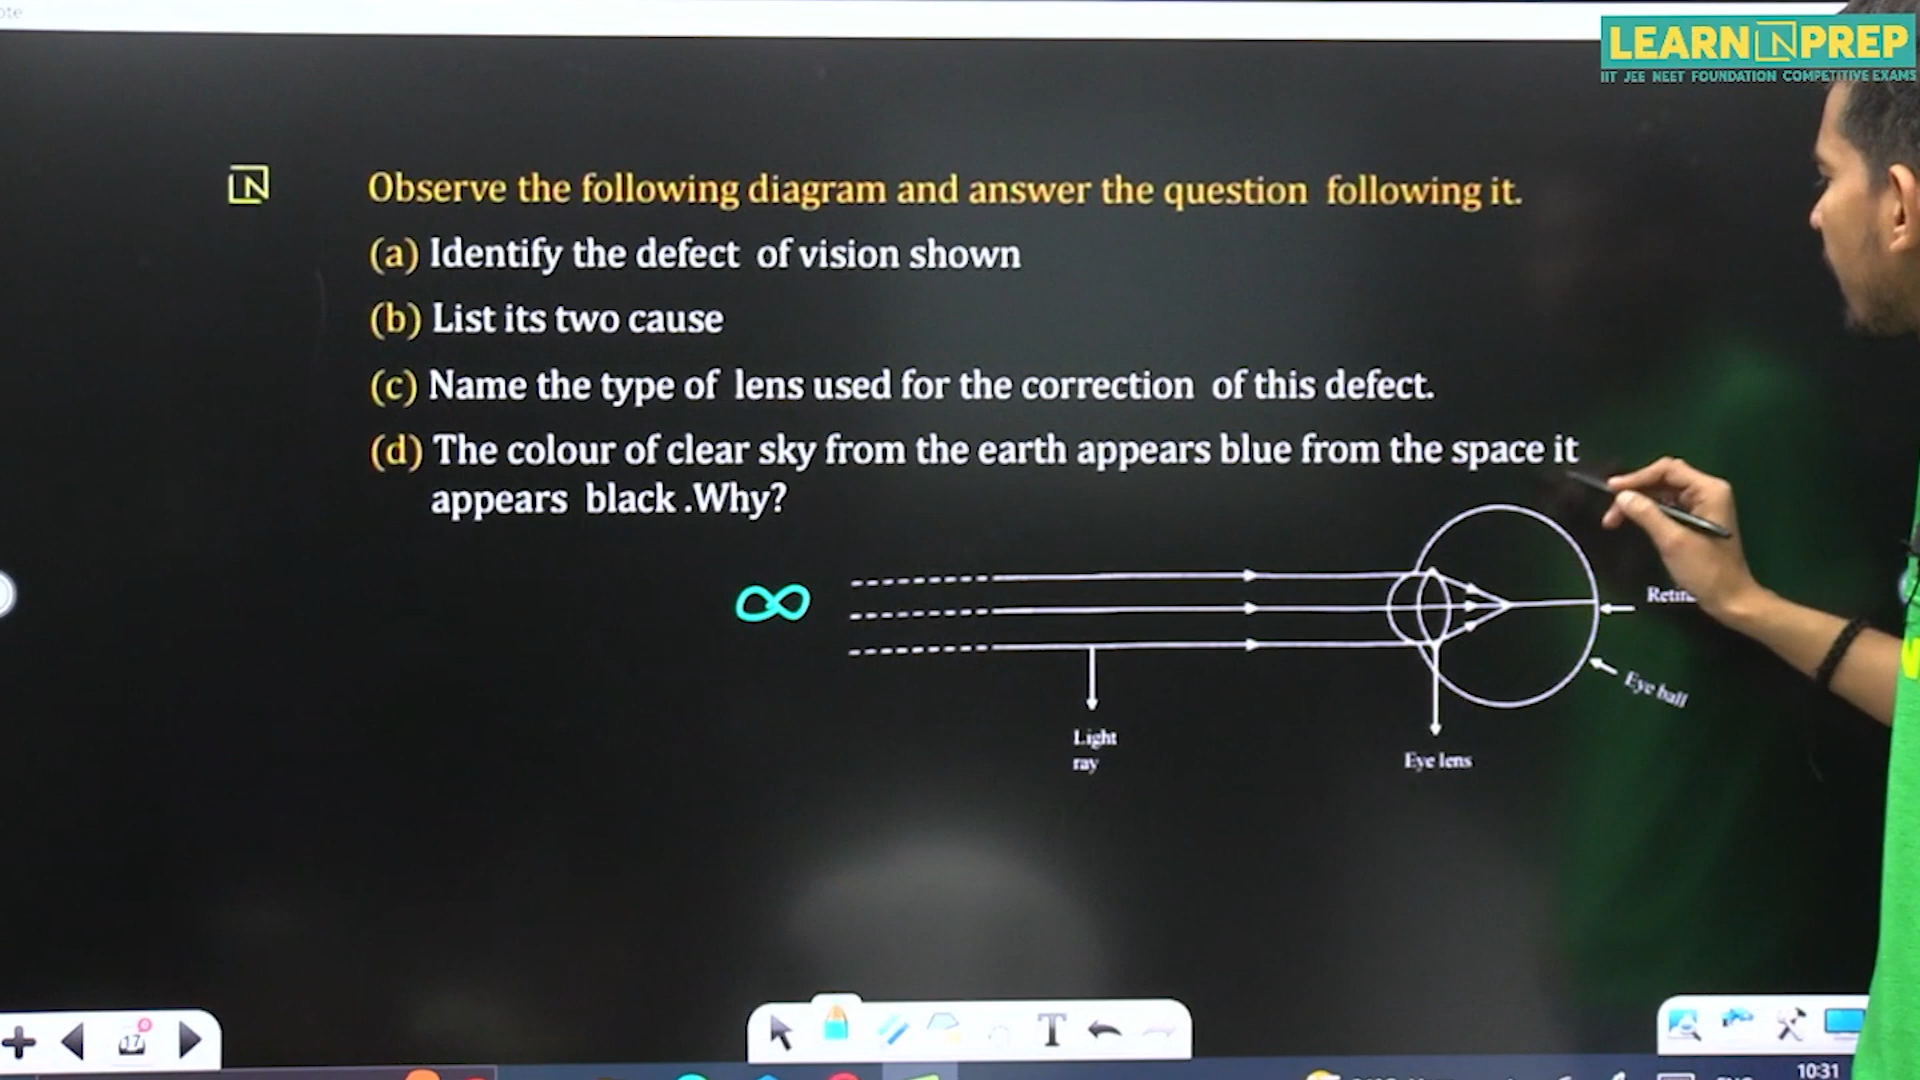 LEARN IN PREP
IIT JEE NEET FOUNDATION COMPETITIVE EXAMS
Observe the following diagram and answer the question following it.
(a) Identify the defect of vision shown
(b) List its two cause
(c) Name the type of lens used for the correction of this defect.
(d) The colour of clear sky from the earth appears blue from the space it
appears black .Why?
∞
Eye ball
Light
ray
Eye lens
17
T
10:31